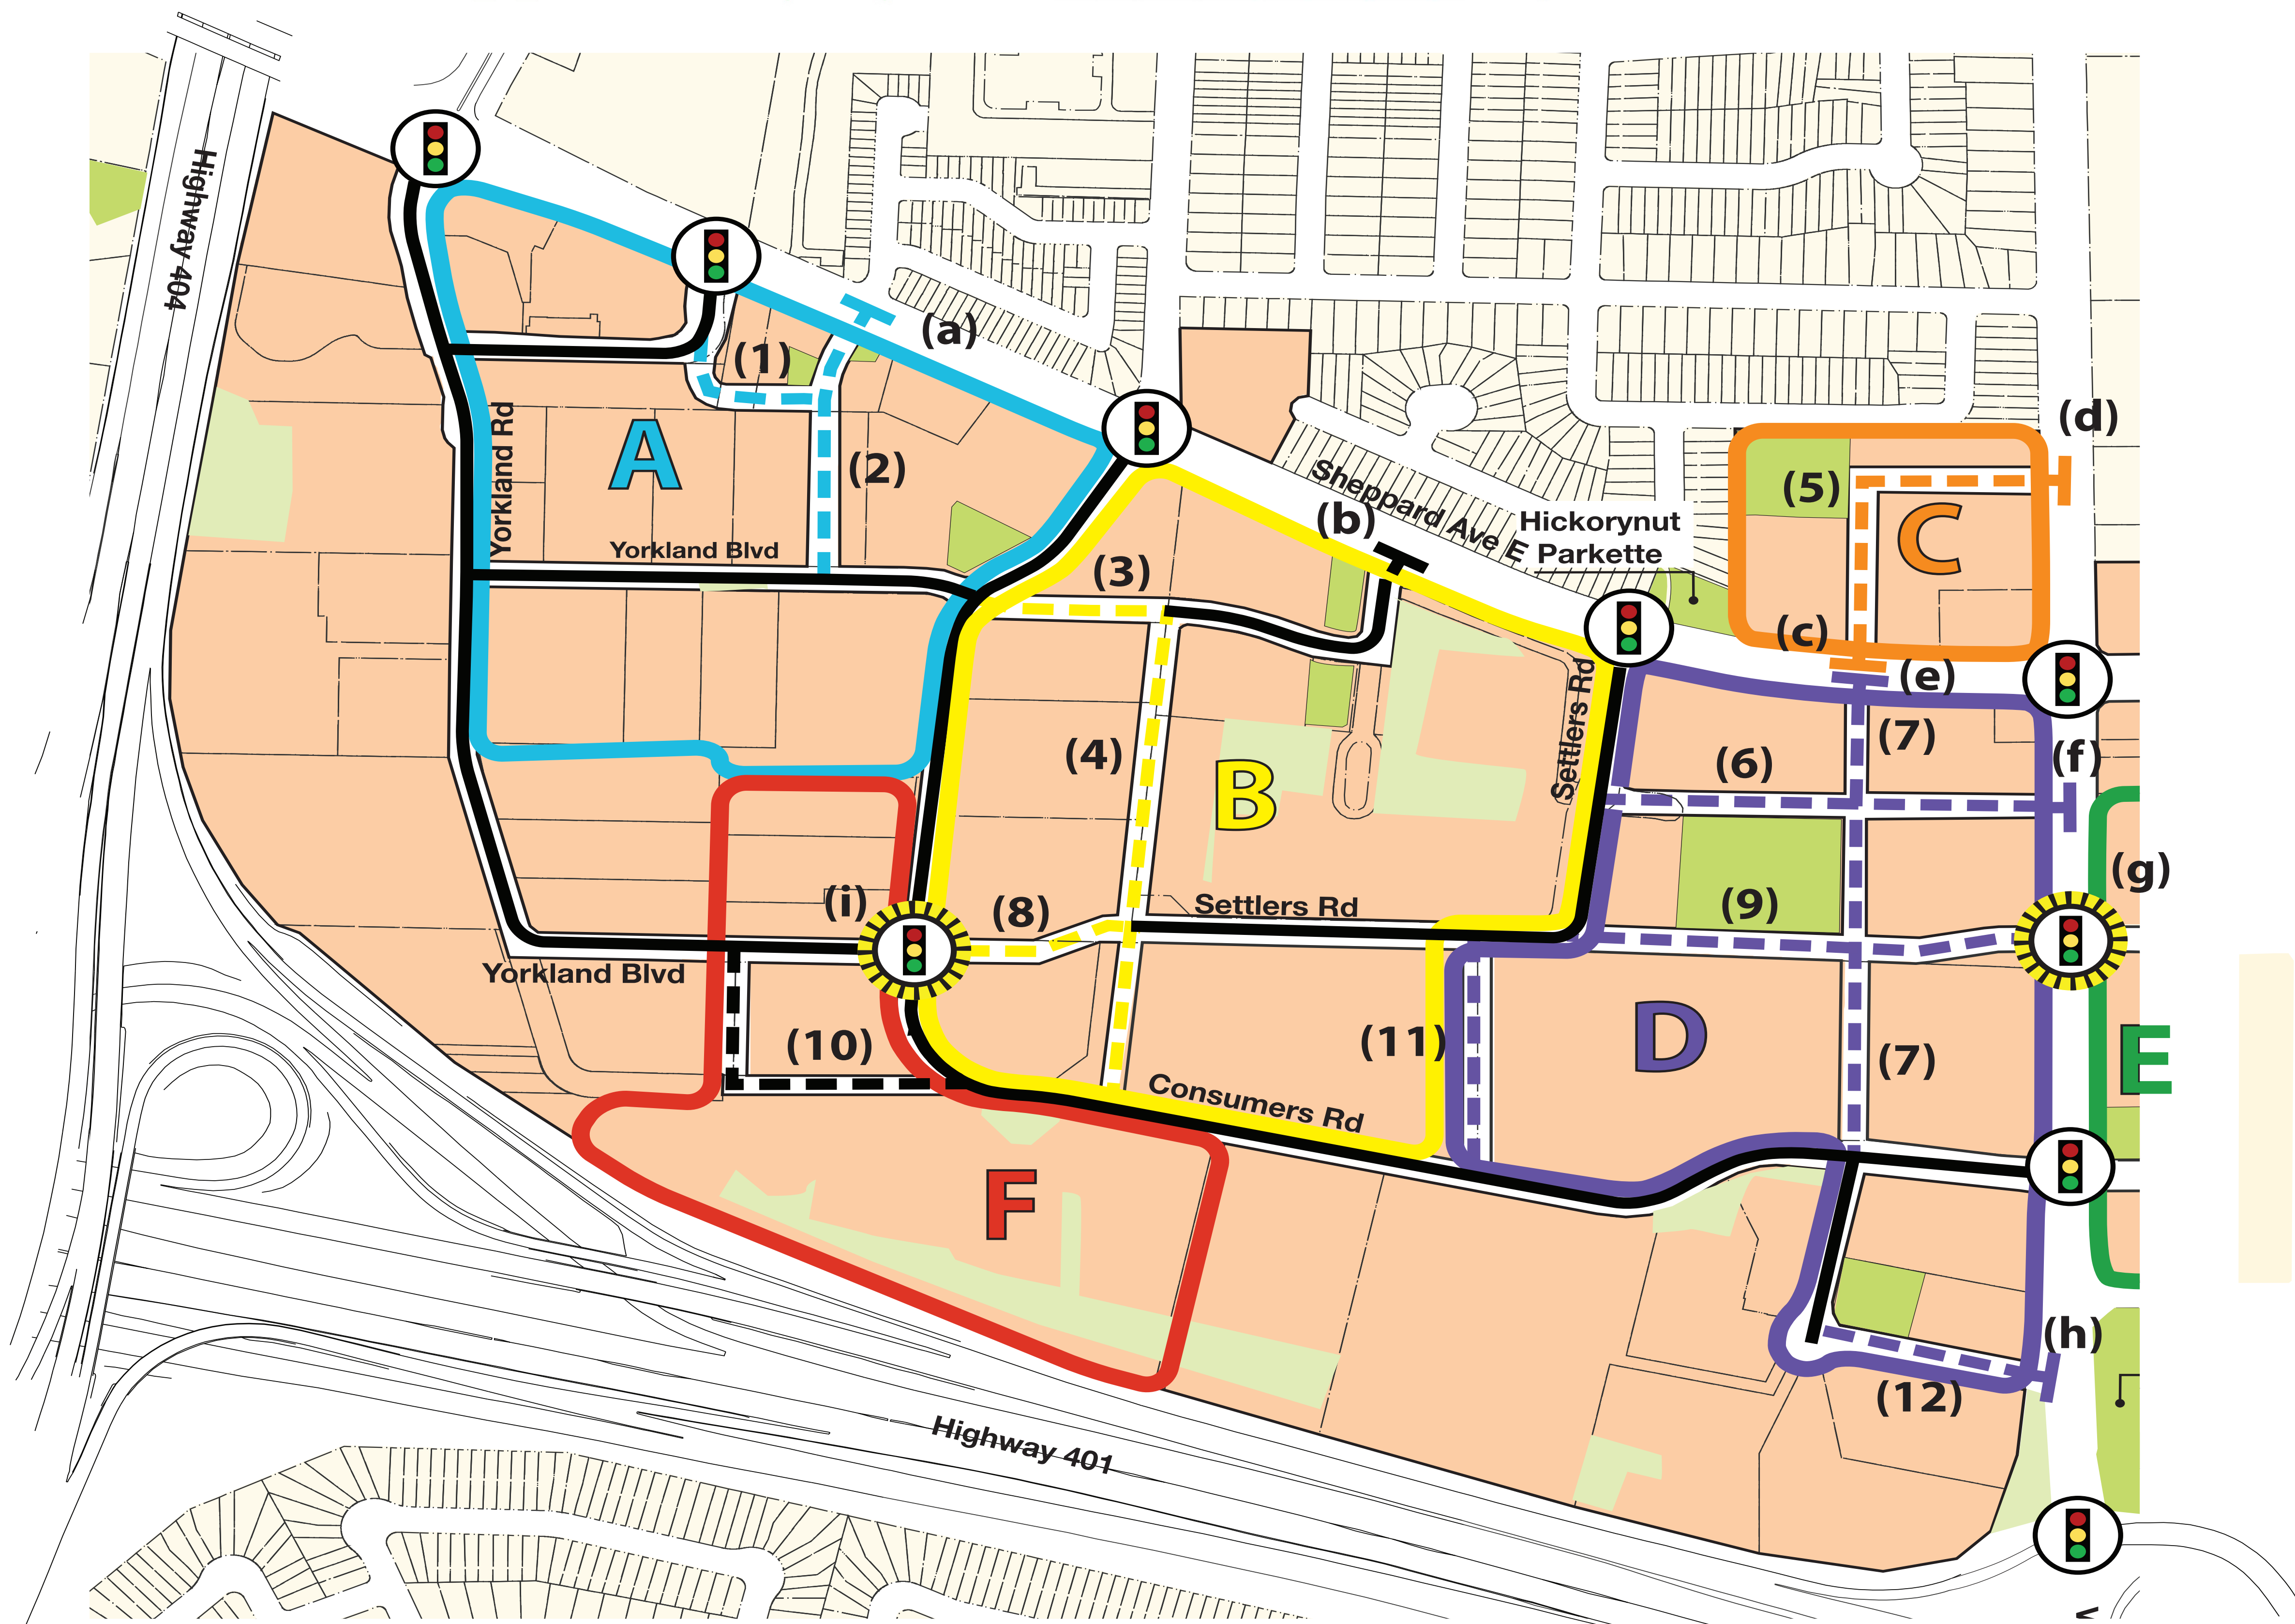 Highway 404
(a)
(1)
(d)
Yorkland Rd
A
(2)
Sheppard Ave E
(b)
Hickorynut
Parkette
(5)
C
Yorkland Blvd
(3)
(c)
(e)
Settlers Rd
(4)
B
(6)
(7)
(f)
(i)
(8)
Settlers Rd
(9)
(g)
Yorkland Blvd
(10)
(11)
D
(7)
E
Consumers Rd
F
(h)
(12)
Highway 401